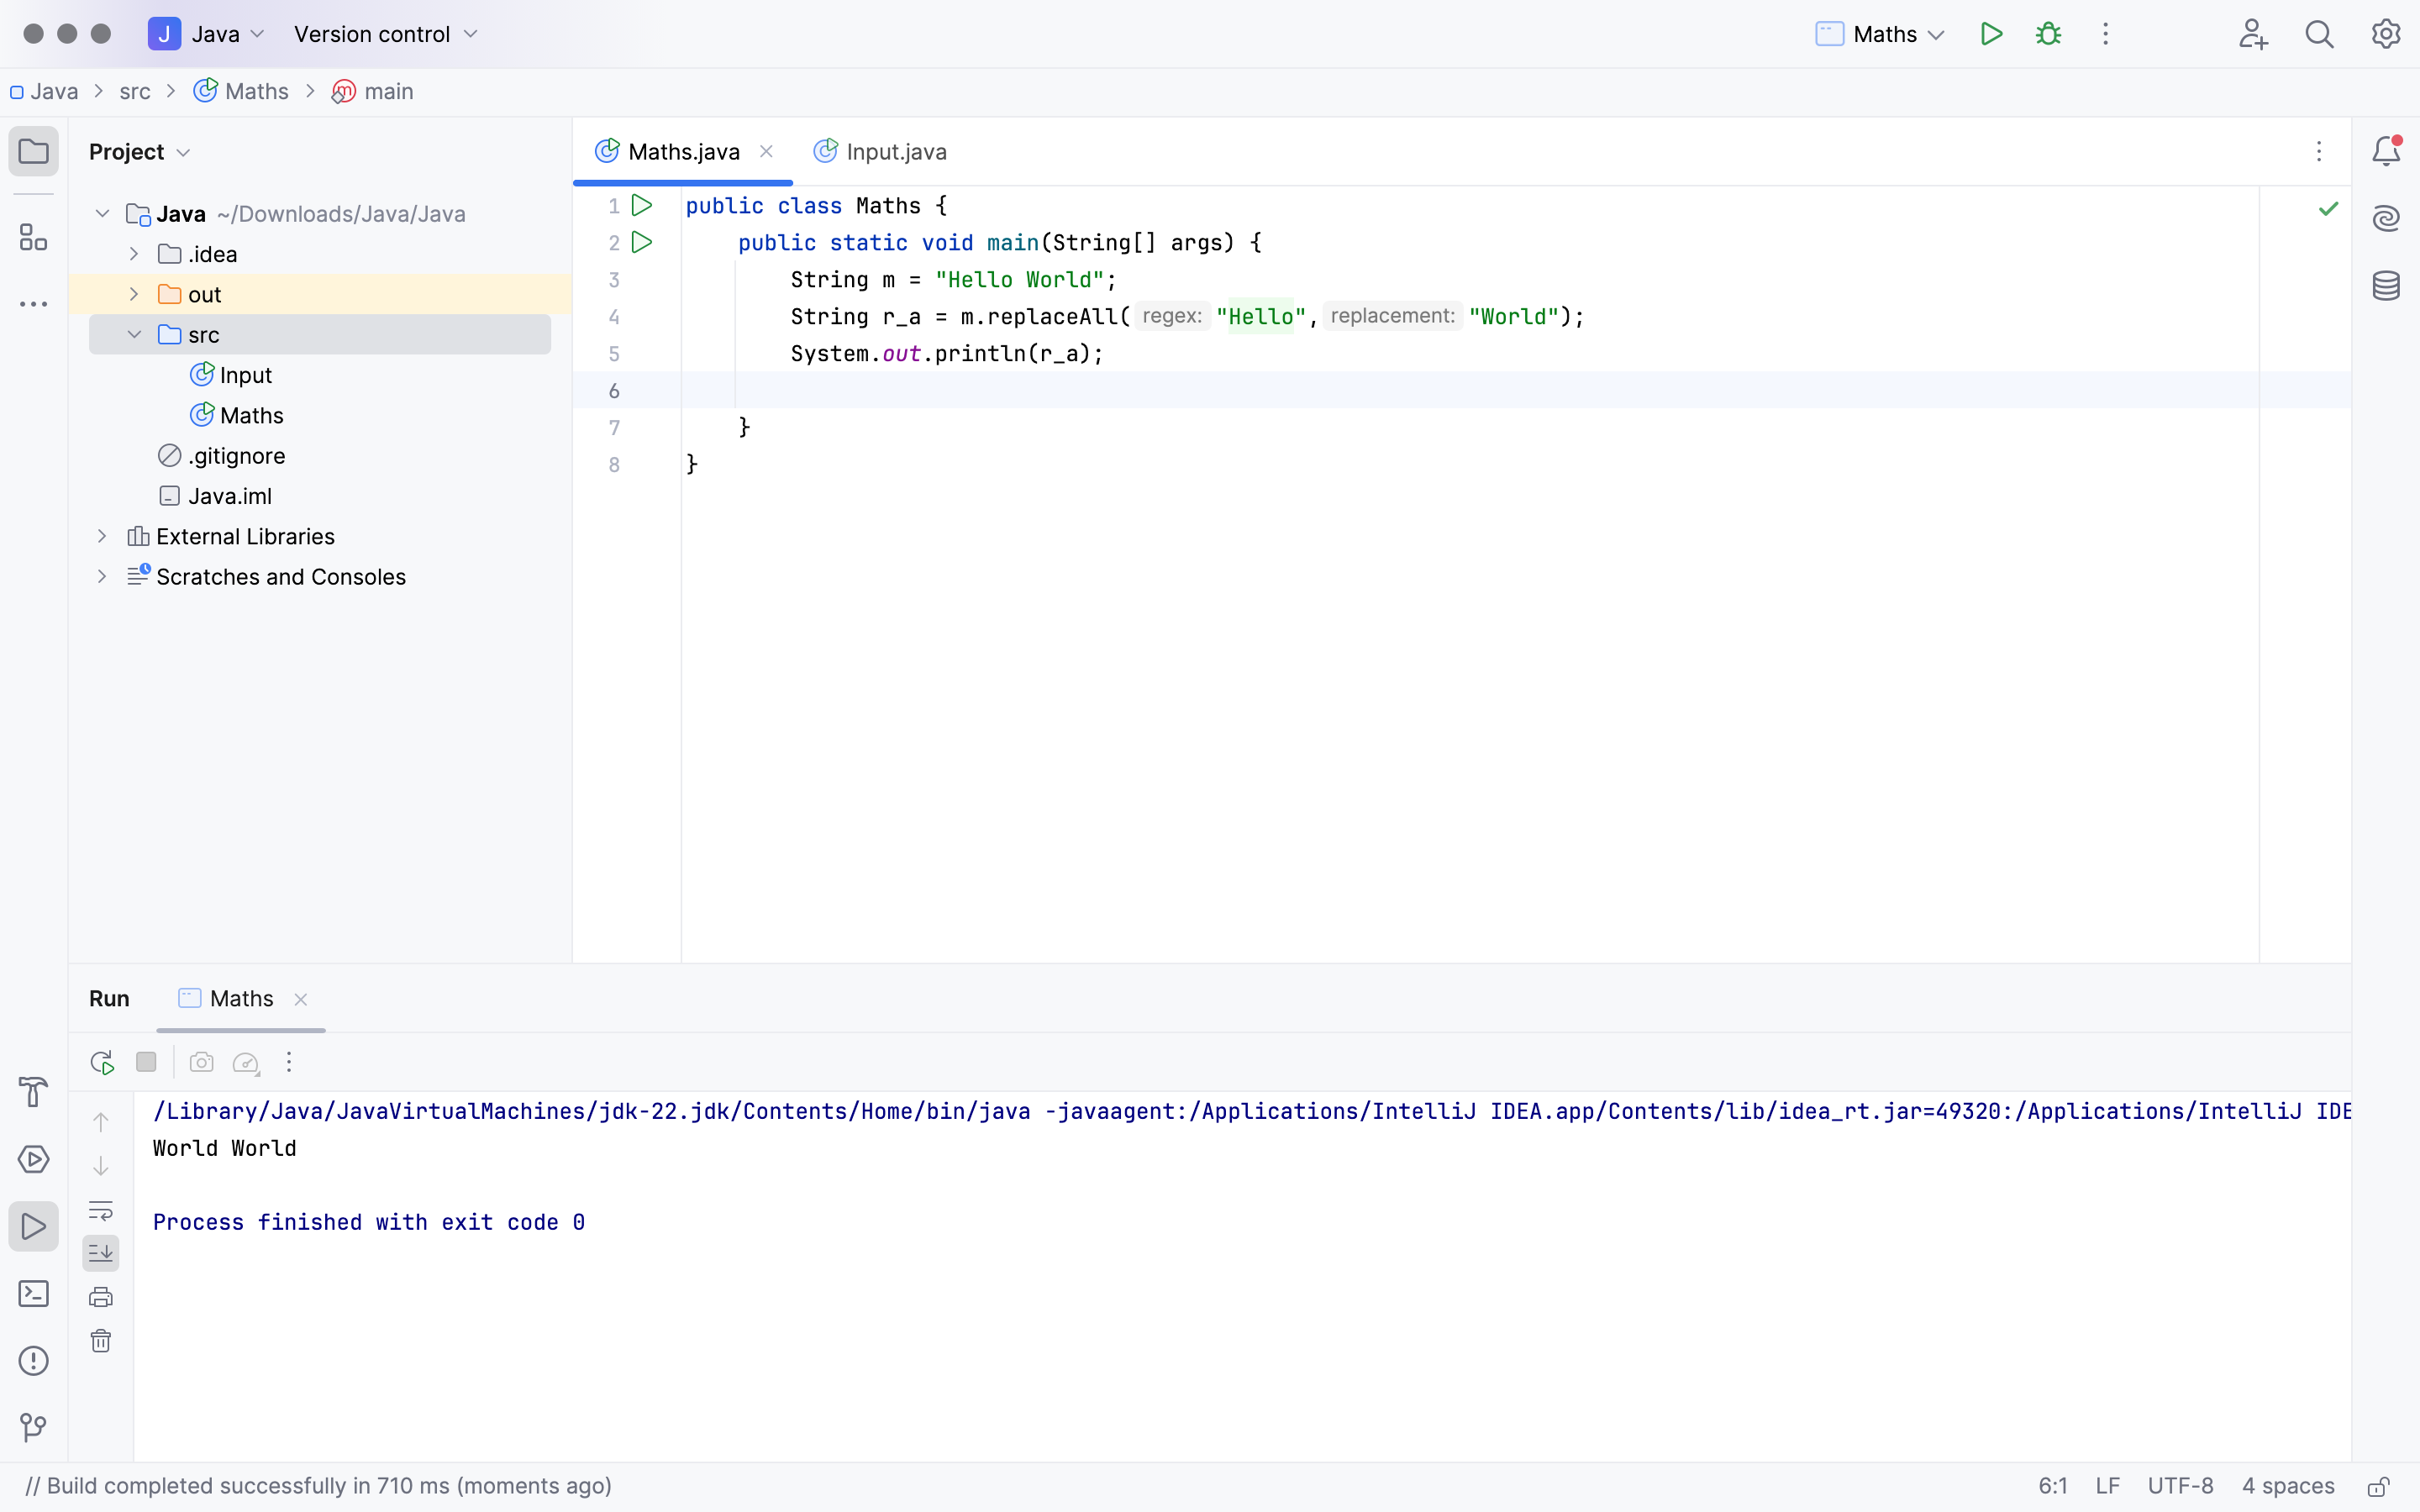 J Java Version control Maths
Java src Maths main
Project
Java ~/Downloads/Java/Java
.idea
out
src
Input
Maths
.gitignore
Java.iml
External Libraries
Scratches and Consoles
Maths.java Input.java
1 public class Maths {
2 public static void main(String[] args) {
3 String m = "Hello World";
4 String r_a = m.replaceAll( regex: "Hello", replacement: "World");
5 System.out.println(r_a);
6
7 }
8 }
Run Maths
/Library/Java/JavaVirtualMachines/jdk-22.jdk/Contents/Home/bin/java -javaagent:/Applications/IntelliJ IDEA.app/Contents/lib/idea_rt.jar=49320:/Applications/IntelliJ IDE
World World
Process finished with exit code 0
// Build completed successfully in 710 ms (moments ago) 6:1 LF UTF-8 4 spaces